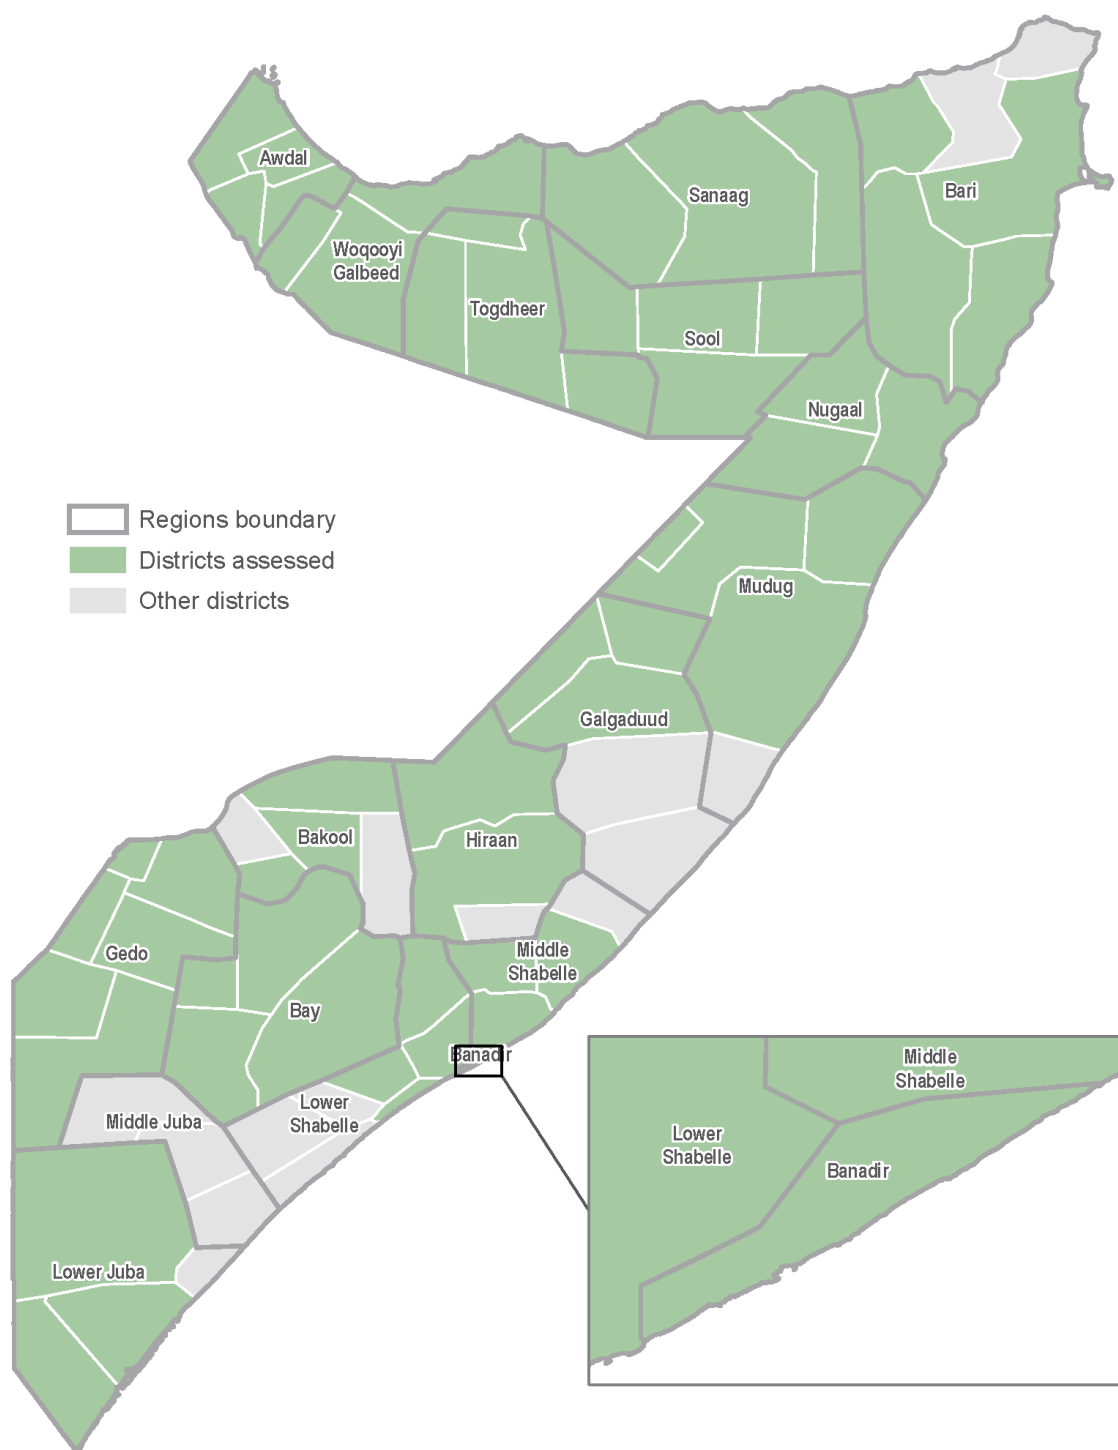 Awdal
Sanaag
Bari
Woqooyi
Galbeed
Togdheer
Sool
Nugaal
Regions boundary
Districts assessed
Other districts
Mudug
Galgaduud
Bakool
Hiraan
Gedo
Middle
Shabelle
Bay
Banadir
Middle
Shabelle
Lower
Shabelle
Middle Juba
Lower
Shabelle
Banadir
Lower Juba